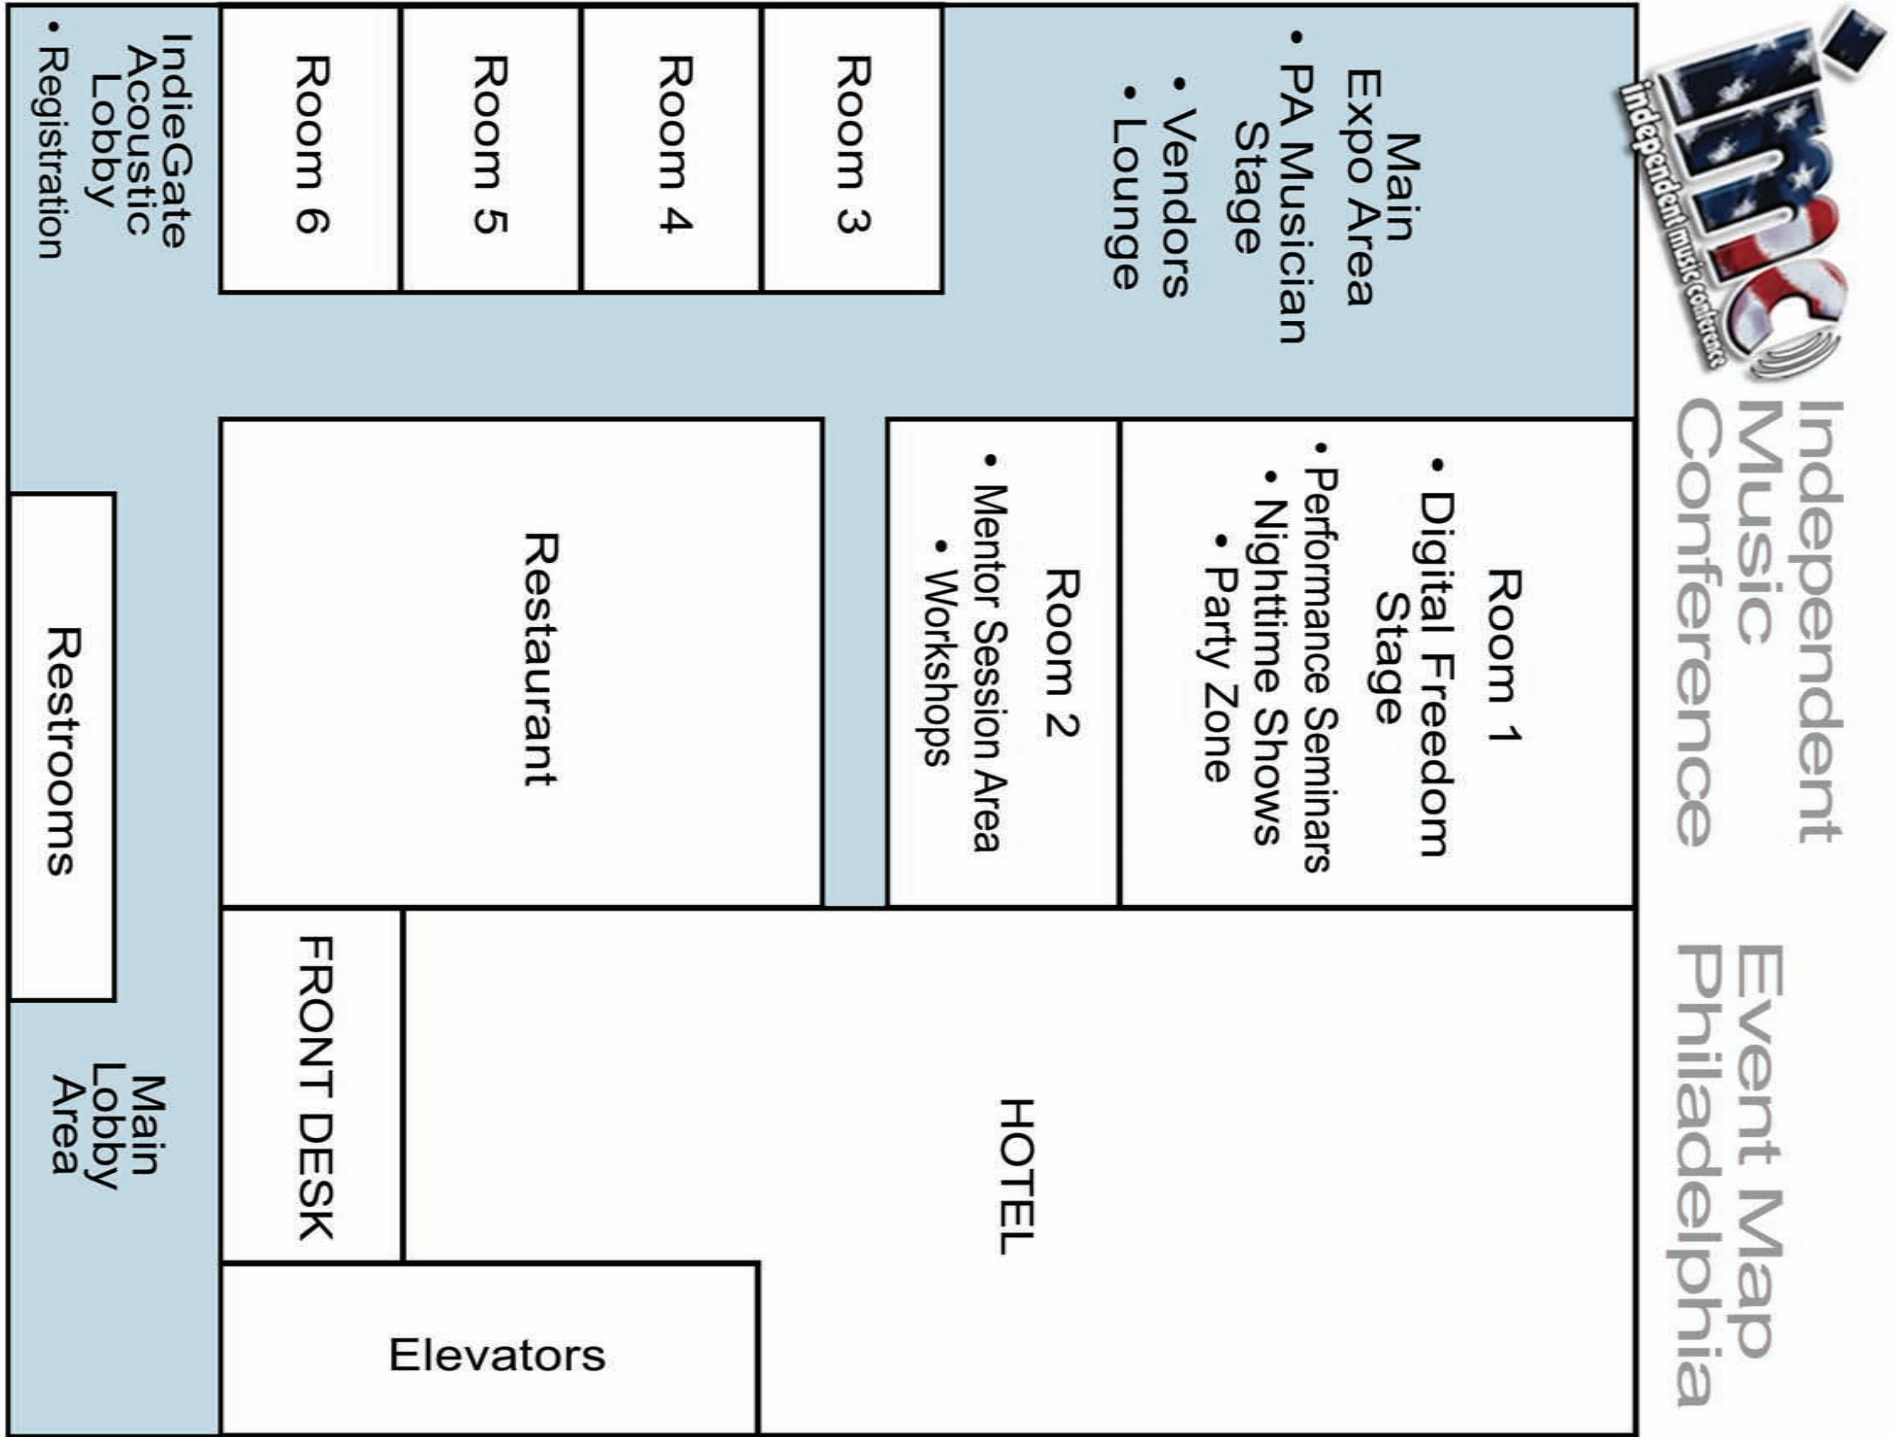 imc
independent music conference
Independent
Music
Conference
Event Map
Philadelphia
Main
Expo Area
• PA Musician
Stage
• Vendors
• Lounge
Room 1
• Digital Freedom
Stage
• Performance Seminars
• Nighttime Shows
• Party Zone
Room 2
• Mentor Session Area
• Workshops
HOTEL
Room 3
Room 4
Room 5
Room 6
Restaurant
FRONT DESK
Elevators
IndieGate
Acoustic
Lobby
• Registration
Restrooms
Main
Lobby
Area